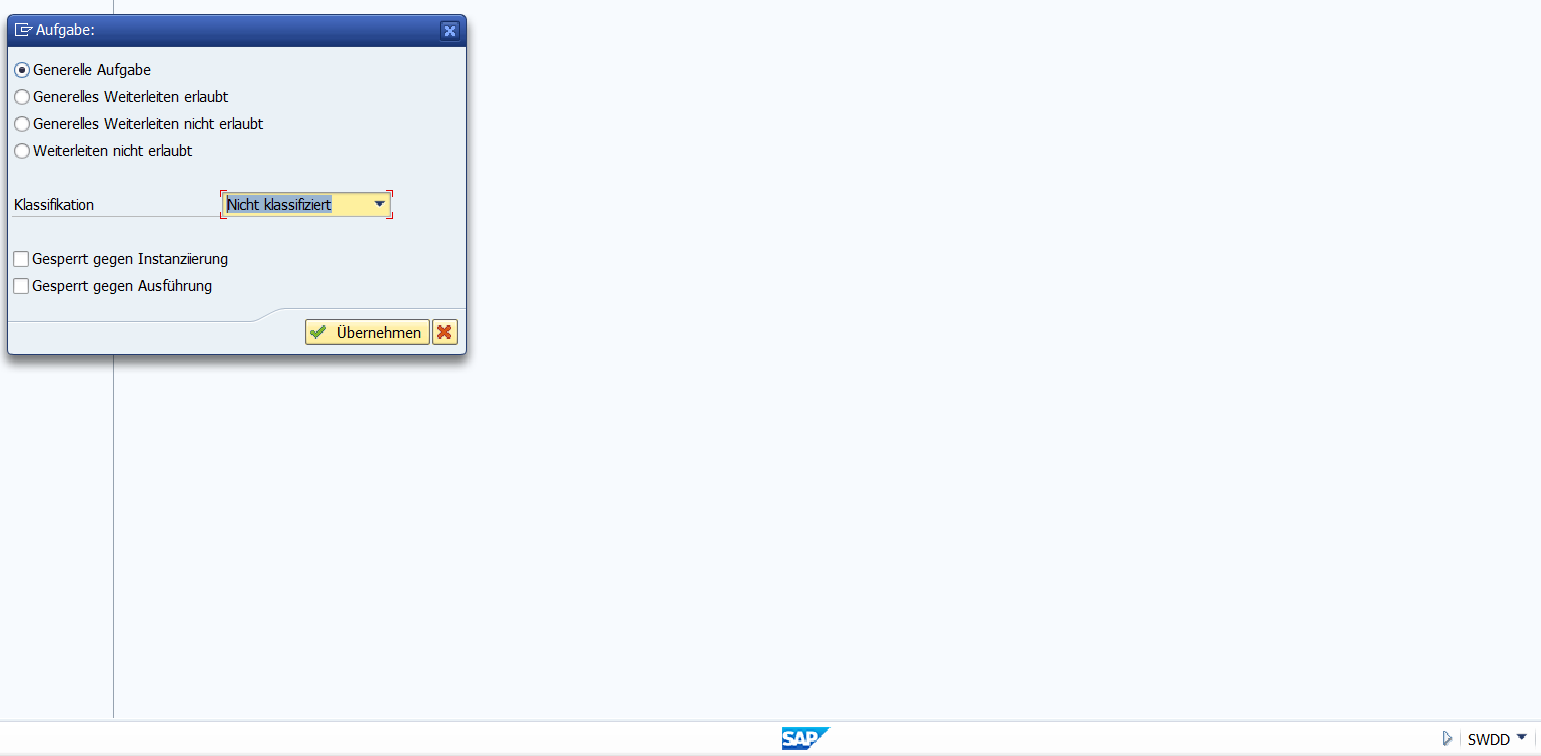 Aufgabe:
Generelle Aufgabe
Generelles Weiterleiten erlaubt
Generelles Weiterleiten nicht erlaubt
Weiterleiten nicht erlaubt
Klassifikation Nicht klassifiziert
Gesperrt gegen Instanziierung
Gesperrt gegen Ausführung
Übernehmen
SAP SWDD